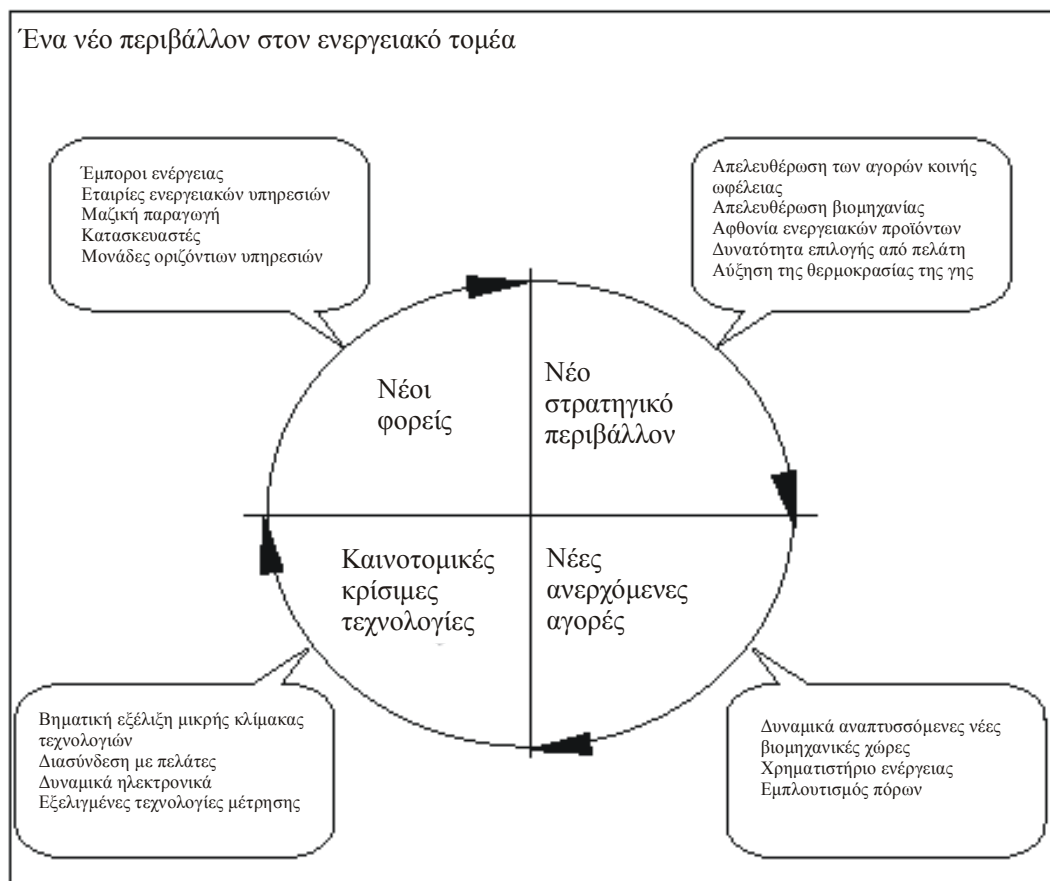 Ένα νέο περιβάλλον στον ενεργειακό τομέα
Έμποροι ενέργειας
Εταιρίες ενεργειακών υπηρεσιών
Μαζική παραγωγή
Κατασκευαστές
Μονάδες οριζόντιων υπηρεσιών
Απελευθέρωση των αγορών κοινής
ωφέλειας
Απελευθέρωση βιομηχανίας
Αφθονία ενεργειακών προϊόντων
Δυνατότητα επιλογής από πελάτη
Αύξηση της θερμοκρασίας της γης
Νέοι
φορείς
Νέο
στρατηγικό
περιβάλλον
Καινοτομικές
κρίσιμες
τεχνολογίες
Νέες
ανερχόμενες
αγορές
Βηματική εξέλιξη μικρής κλίμακας
τεχνολογιών
Διασύνδεση με πελάτες
Δυναμικά ηλεκτρονικά
Εξελιγμένες τεχνολογίες μέτρησης
Δυναμικά αναπτυσσόμενες νέες
βιομηχανικές χώρες
Χρηματιστήριο ενέργειας
Εμπλουτισμός πόρων